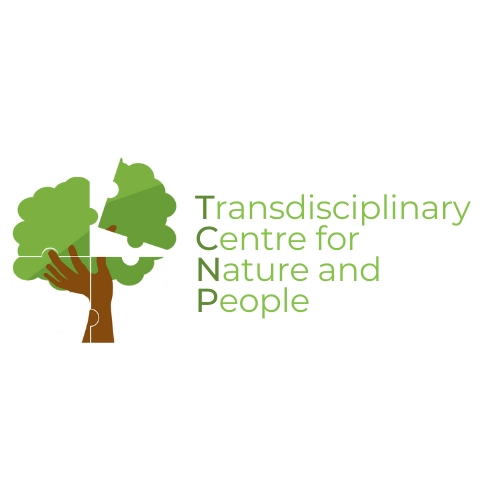 Transdisciplinary
Centre for
Nature and
People